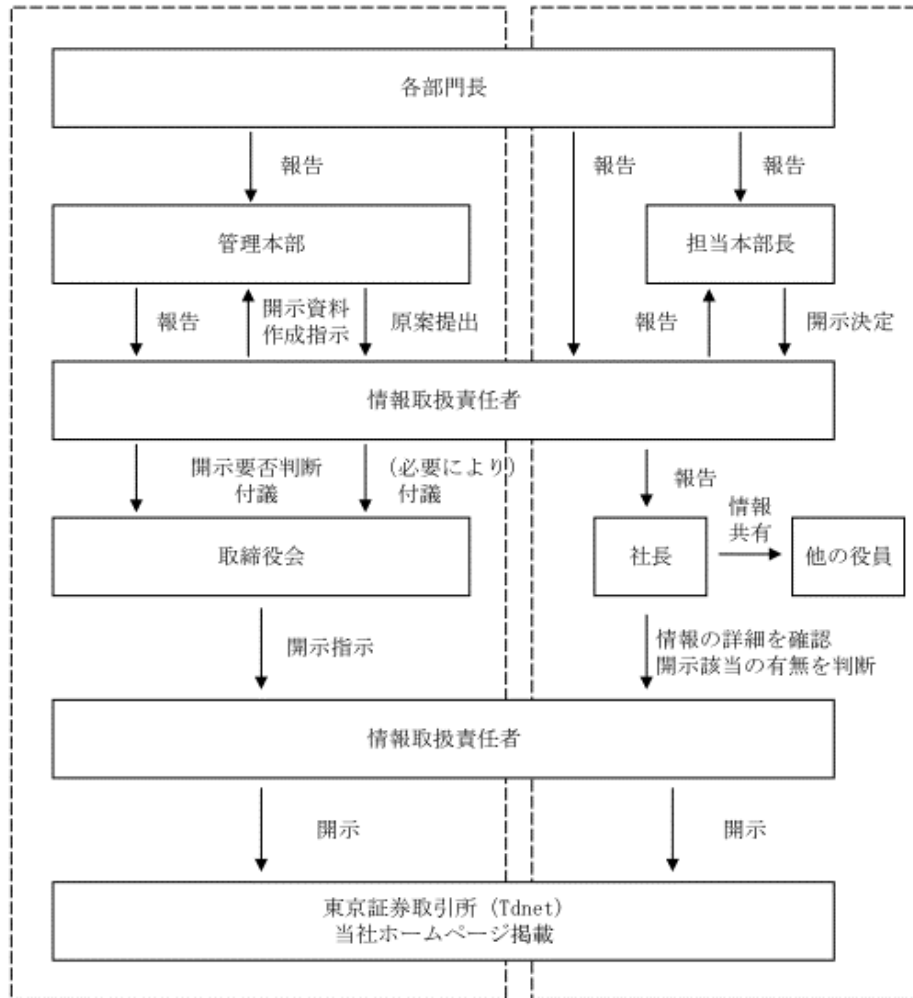 各部門長
報告
報告
報告
管理本部
担当本部長
報告
開示資料
作成指示
原案提出
報告
開示決定
情報取扱責任者
開示要否判断
付議
(必要により)
付議
報告
取締役会
社長
情報
共有
他の役員
開示指示
情報の詳細を確認
開示該当の有無を判断
情報取扱責任者
開示
開示
東京証券取引所 (Tdnet)
当社ホームページ掲載